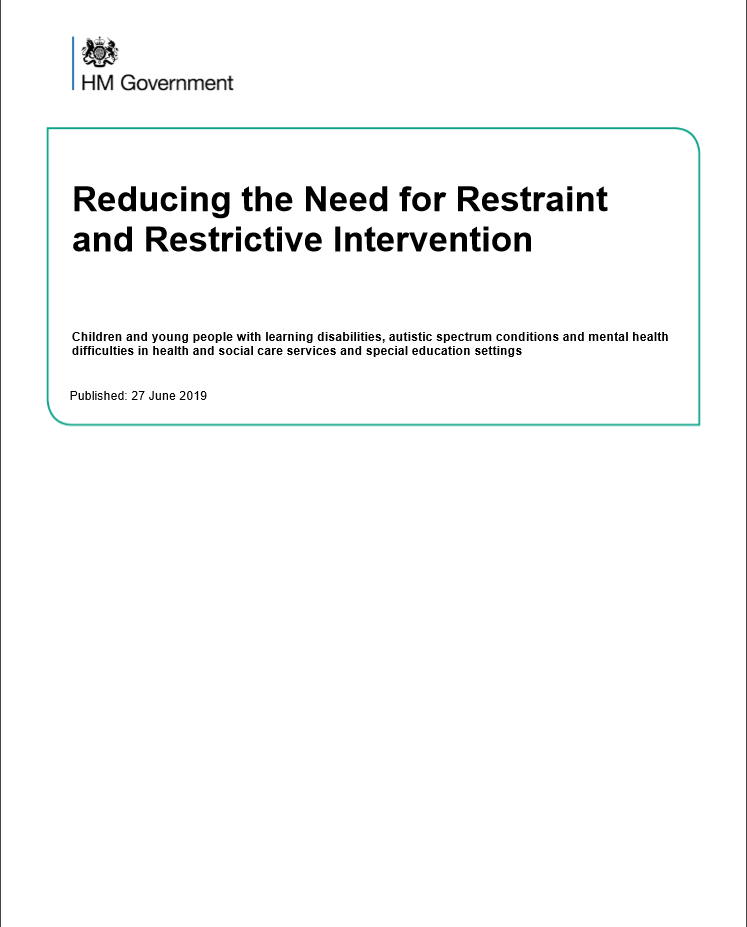 HM Government
Reducing the Need for Restraint
and Restrictive Intervention
Children and young people with learning disabilities, autistic spectrum conditions and mental health
difficulties in health and social care services and special education settings
Published: 27 June 2019